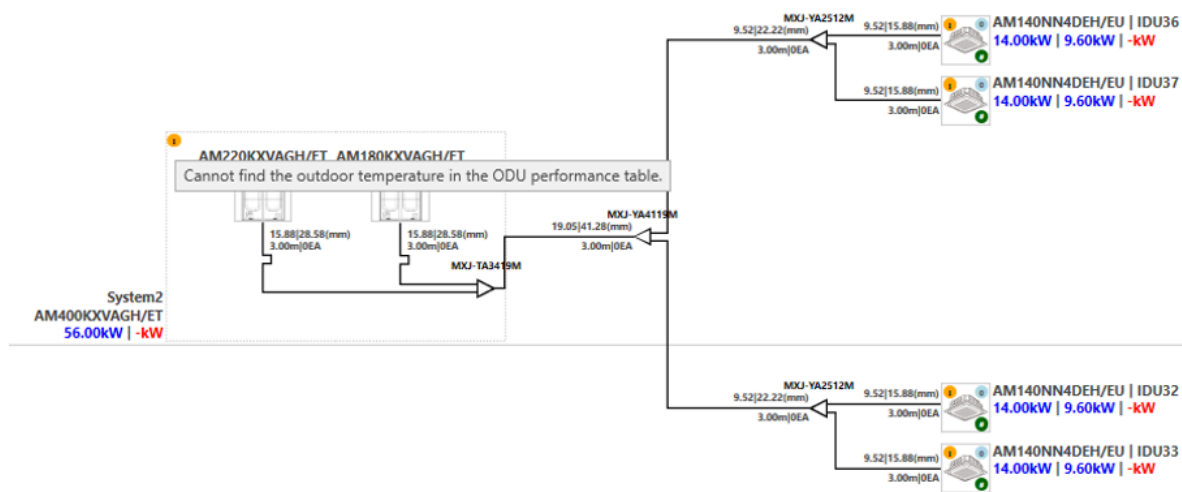 MXJ-YA2512M
9.52|22.22(mm)
3.00m|0EA
9.52|15.88(mm)
3.00m|0EA
AM140NN4DEH/EU | IDU36
14.00kW | 9.60kW | -kW
9.52|15.88(mm)
3.00m|0EA
AM140NN4DEH/EU | IDU37
14.00kW | 9.60kW | -kW
AM220KXVAGH/ET AM180KXVAGH/ET
Cannot find the outdoor temperature in the ODU performance table.
15.88|28.58(mm)
3.00m|0EA
15.88|28.58(mm)
3.00m|0EA
MXJ-TA3419M
MXJ-YA4119M
19.05|41.28(mm)
3.00m|0EA
System2
AM400KXVAGH/ET
56.00kW | -kW
MXJ-YA2512M
9.52|22.22(mm)
3.00m|0EA
9.52|15.88(mm)
3.00m|0EA
AM140NN4DEH/EU | IDU32
14.00kW | 9.60kW | -kW
9.52|15.88(mm)
3.00m|0EA
AM140NN4DEH/EU | IDU33
14.00kW | 9.60kW | -kW